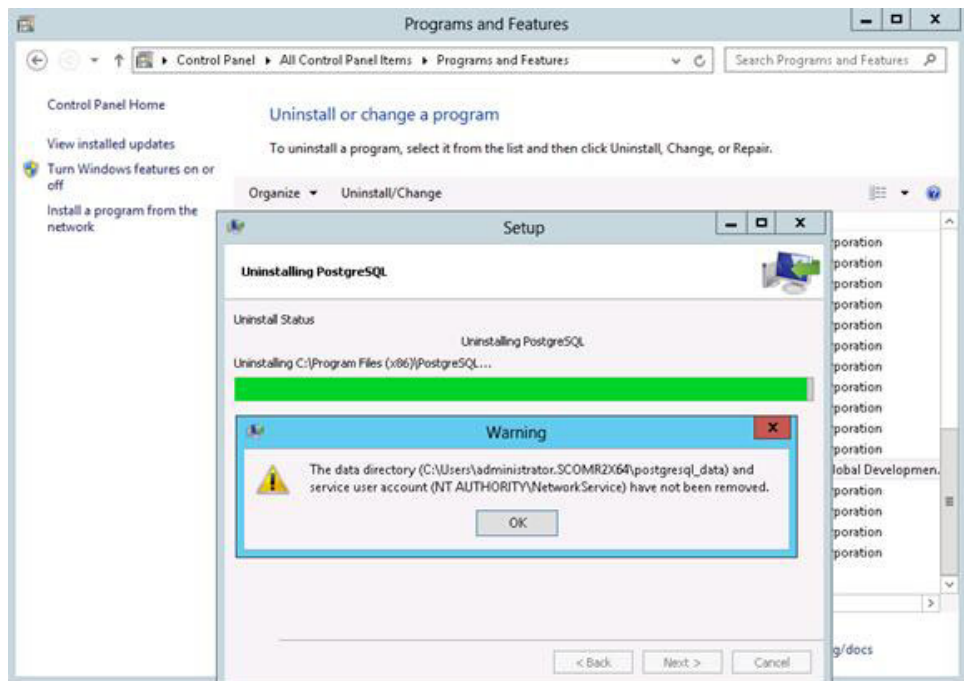 Programs and Features
Control Panel ▸ All Control Panel Items ▸ Programs and Features
Search Programs and Features
Control Panel Home
View installed updates
Turn Windows features on or
off
Install a program from the
network
Uninstall or change a program
To uninstall a program, select it from the list and then click Uninstall, Change, or Repair.
Organize
Uninstall/Change
Setup
Uninstalling PostgreSQL
Uninstall Status
Uninstalling PostgreSQL
Uninstalling C:\Program Files (x86)\PostgreSQL...
Warning
The data directory (C:\Users\administrator.SCOMR2X64\postgresql_data) and
service user account (NT AUTHORITY\NetworkService) have not been removed.
OK
< Back
Next >
Cancel
poration
poration
poration
poration
poration
poration
poration
poration
poration
poration
poration
lobal Developmen.
poration
poration
poration
poration
g/docs